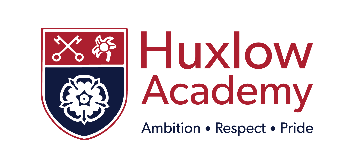 Huxlow
Academy
Ambition • Respect • Pride